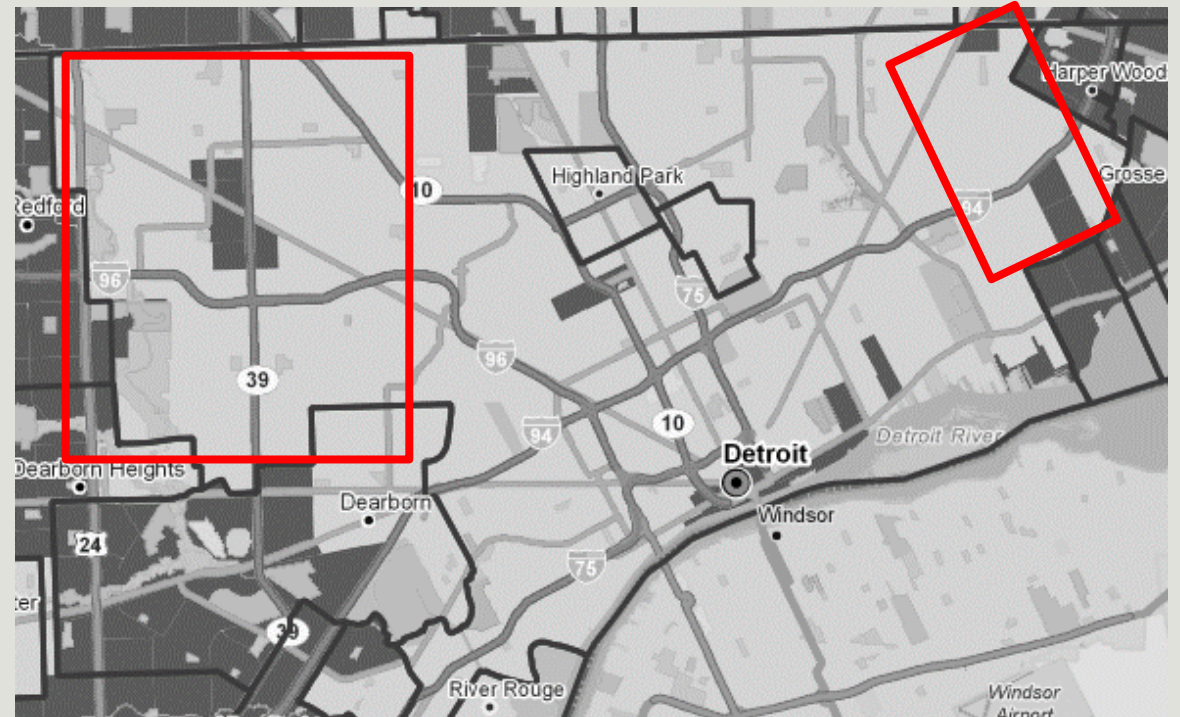 Harper Wood
Highland Park
10
Grosse
Redford
94
96
75
96
39
10
94
Detroit River
Detroit
Dearborn Heights
Dearborn
Windsor
24
75
ter
39
River Rouge
Windsor
Airport